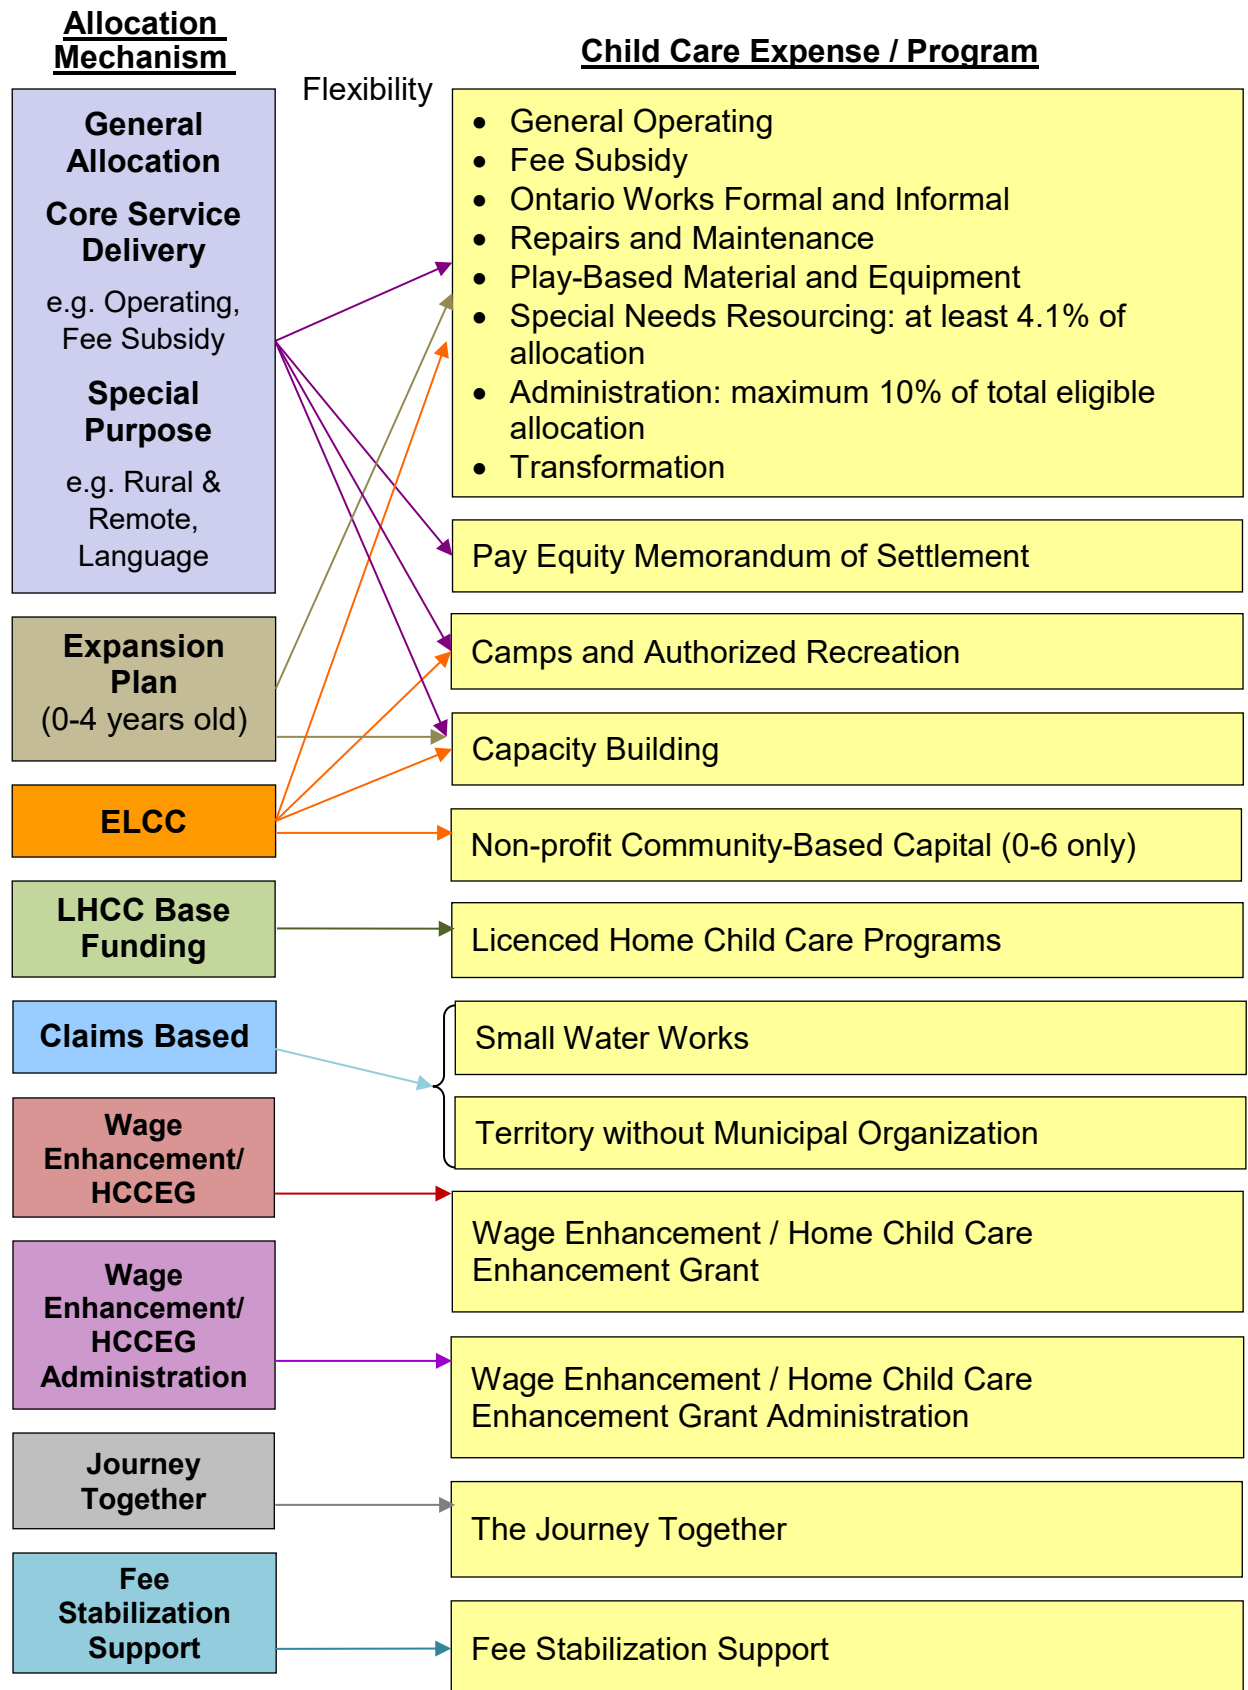 Allocation
Mechanism
Flexibility
Child Care Expense / Program
General
Allocation
Core Service
Delivery
e.g. Operating,
Fee Subsidy
Special
Purpose
e.g. Rural &
Remote,
Language
• General Operating
• Fee Subsidy
• Ontario Works Formal and Informal
• Repairs and Maintenance
• Play-Based Material and Equipment
• Special Needs Resourcing: at least 4.1% of
allocation
• Administration: maximum 10% of total eligible
allocation
• Transformation
Pay Equity Memorandum of Settlement
Expansion
Plan
(0-4 years old)
Camps and Authorized Recreation
Capacity Building
ELCC
Non-profit Community-Based Capital (0-6 only)
LHCC Base
Funding
Licenced Home Child Care Programs
Claims Based
Small Water Works
Territory without Municipal Organization
Wage
Enhancement/
HCCEG
Wage Enhancement / Home Child Care
Enhancement Grant
Wage
Enhancement/
HCCEG
Administration
Wage Enhancement / Home Child Care
Enhancement Grant Administration
Journey
Together
The Journey Together
Fee
Stabilization
Support
Fee Stabilization Support